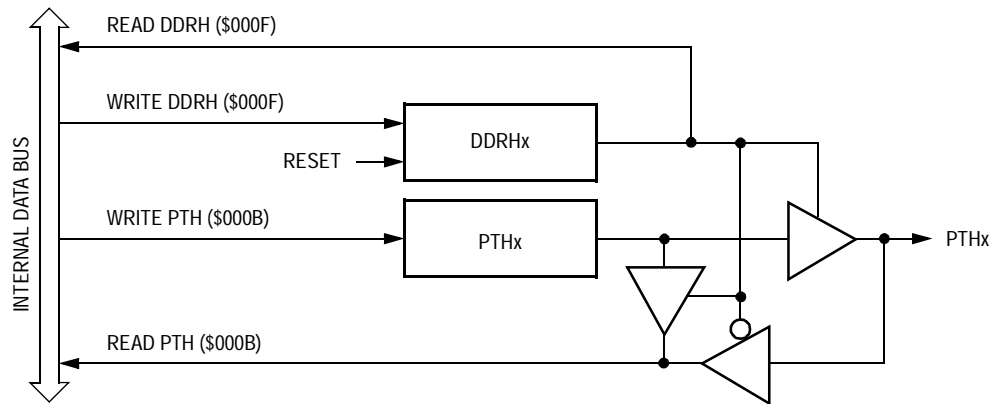 READ DDRH ($000F)
WRITE DDRH ($000F)
DDRHx
RESET
WRITE PTH ($000B)
PTHx
PTHx
READ PTH ($000B)
INTERNAL DATA BUS